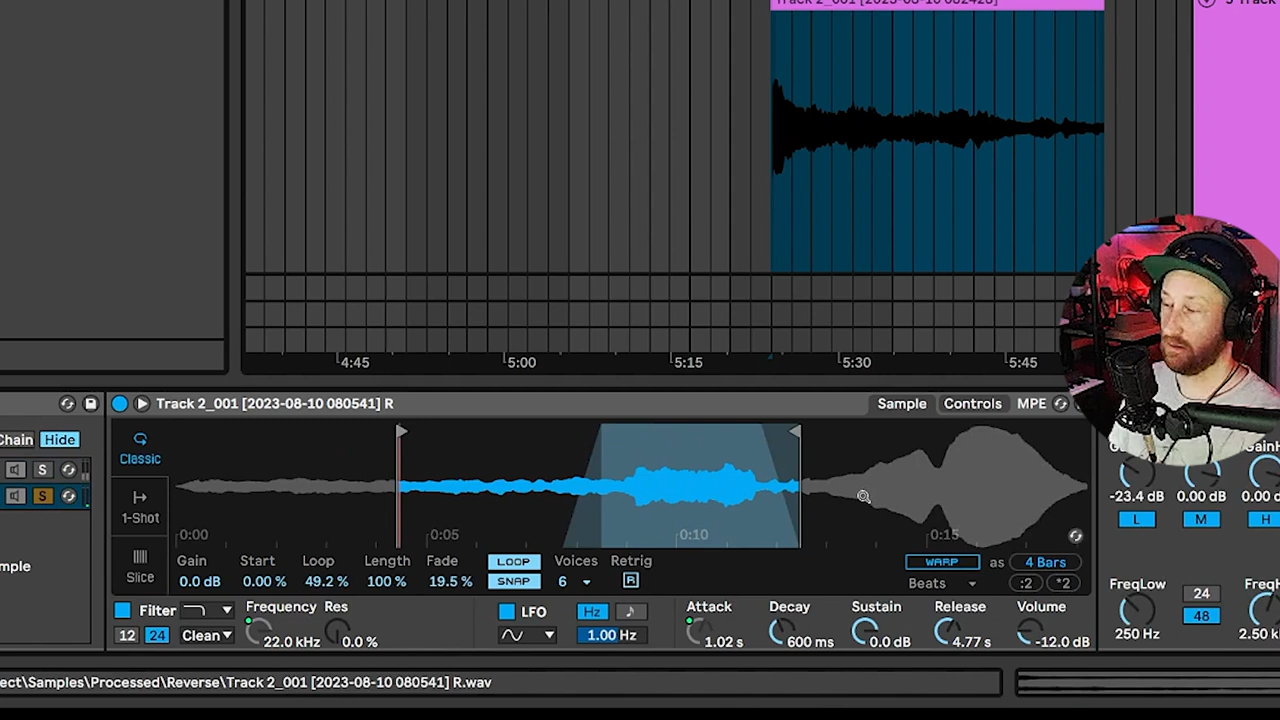 Track 2_001 [2023-08-10 082428]
4:45 5:00 5:15 5:30 5:45
Chain Hide
Track 2_001 [2023-08-10 080541] R Sample Controls MPE
Classic
S
1-Shot
S
Slice
0:00 0:05 0:10 0:15
-23.4 dB 0.00 dB 0.00
L M H
Gain Start Loop Length Fade LOOP Voices Retrig WARP as 4 Bars
0.0 dB 0.00 % 49.2 % 100 % 19.5 % SNAP 6 R Beats :2 *2
Filter Frequency Res LFO Hz Attack Decay Sustain Release Volume
12 24 Clean 22.0 kHz 0.0 % 1.00 Hz 1.02 s 600 ms 0.0 dB 4.77 s -12.0 dB
FreqLow 24
250 Hz 48 2.50
ect\Samples\Processed\Reverse\Track 2_001 [2023-08-10 080541] R.wav